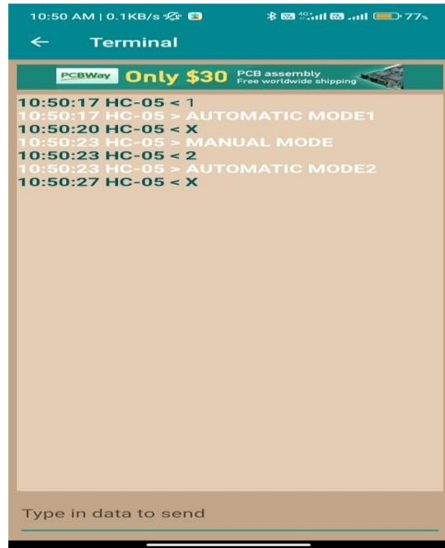 10:50 AM | 0.1KB/s
77%
← Terminal
PCBWay Only $30 PCB assembly
Free worldwide shipping
10:50:17 HC-05 < 1
10:50:17 HC-05 > AUTOMATIC MODE1
10:50:20 HC-05 < X
10:50:23 HC-05 > MANUAL MODE
10:50:23 HC-05 < 2
10:50:23 HC-05 > AUTOMATIC MODE2
10:50:27 HC-05 < X
Type in data to send